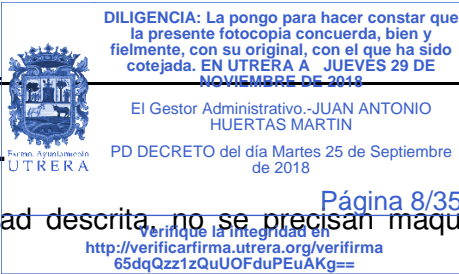 DILIGENCIA: La pongo para hacer constar que
la presente fotocopia concuerda, bien y
fielmente, con su original, con el que ha sido
cotejada. EN UTRERA A JUEVES 29 DE
NOVIEMBRE DE 2018
El Gestor Administrativo.-JUAN ANTONIO
HUERTAS MARTIN
PD DECRETO del día Martes 25 de Septiembre
de 2018
Excmo. Ayuntamiento
UTRERA
Página 8/35
ad descrita, no se precisan maqu
Verifique la integridad en
http://verificarfirma.utrera.org/verifirma
65dqQzz1zQuUOFduPEuAKg==